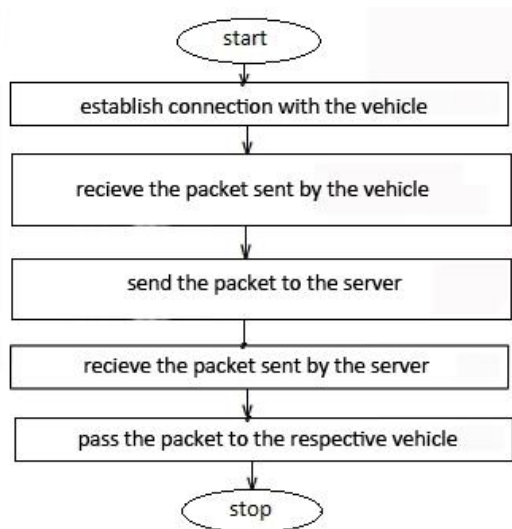 start
establish connection with the vehicle
recieve the packet sent by the vehicle
send the packet to the server
recieve the packet sent by the server
pass the packet to the respective vehicle
stop